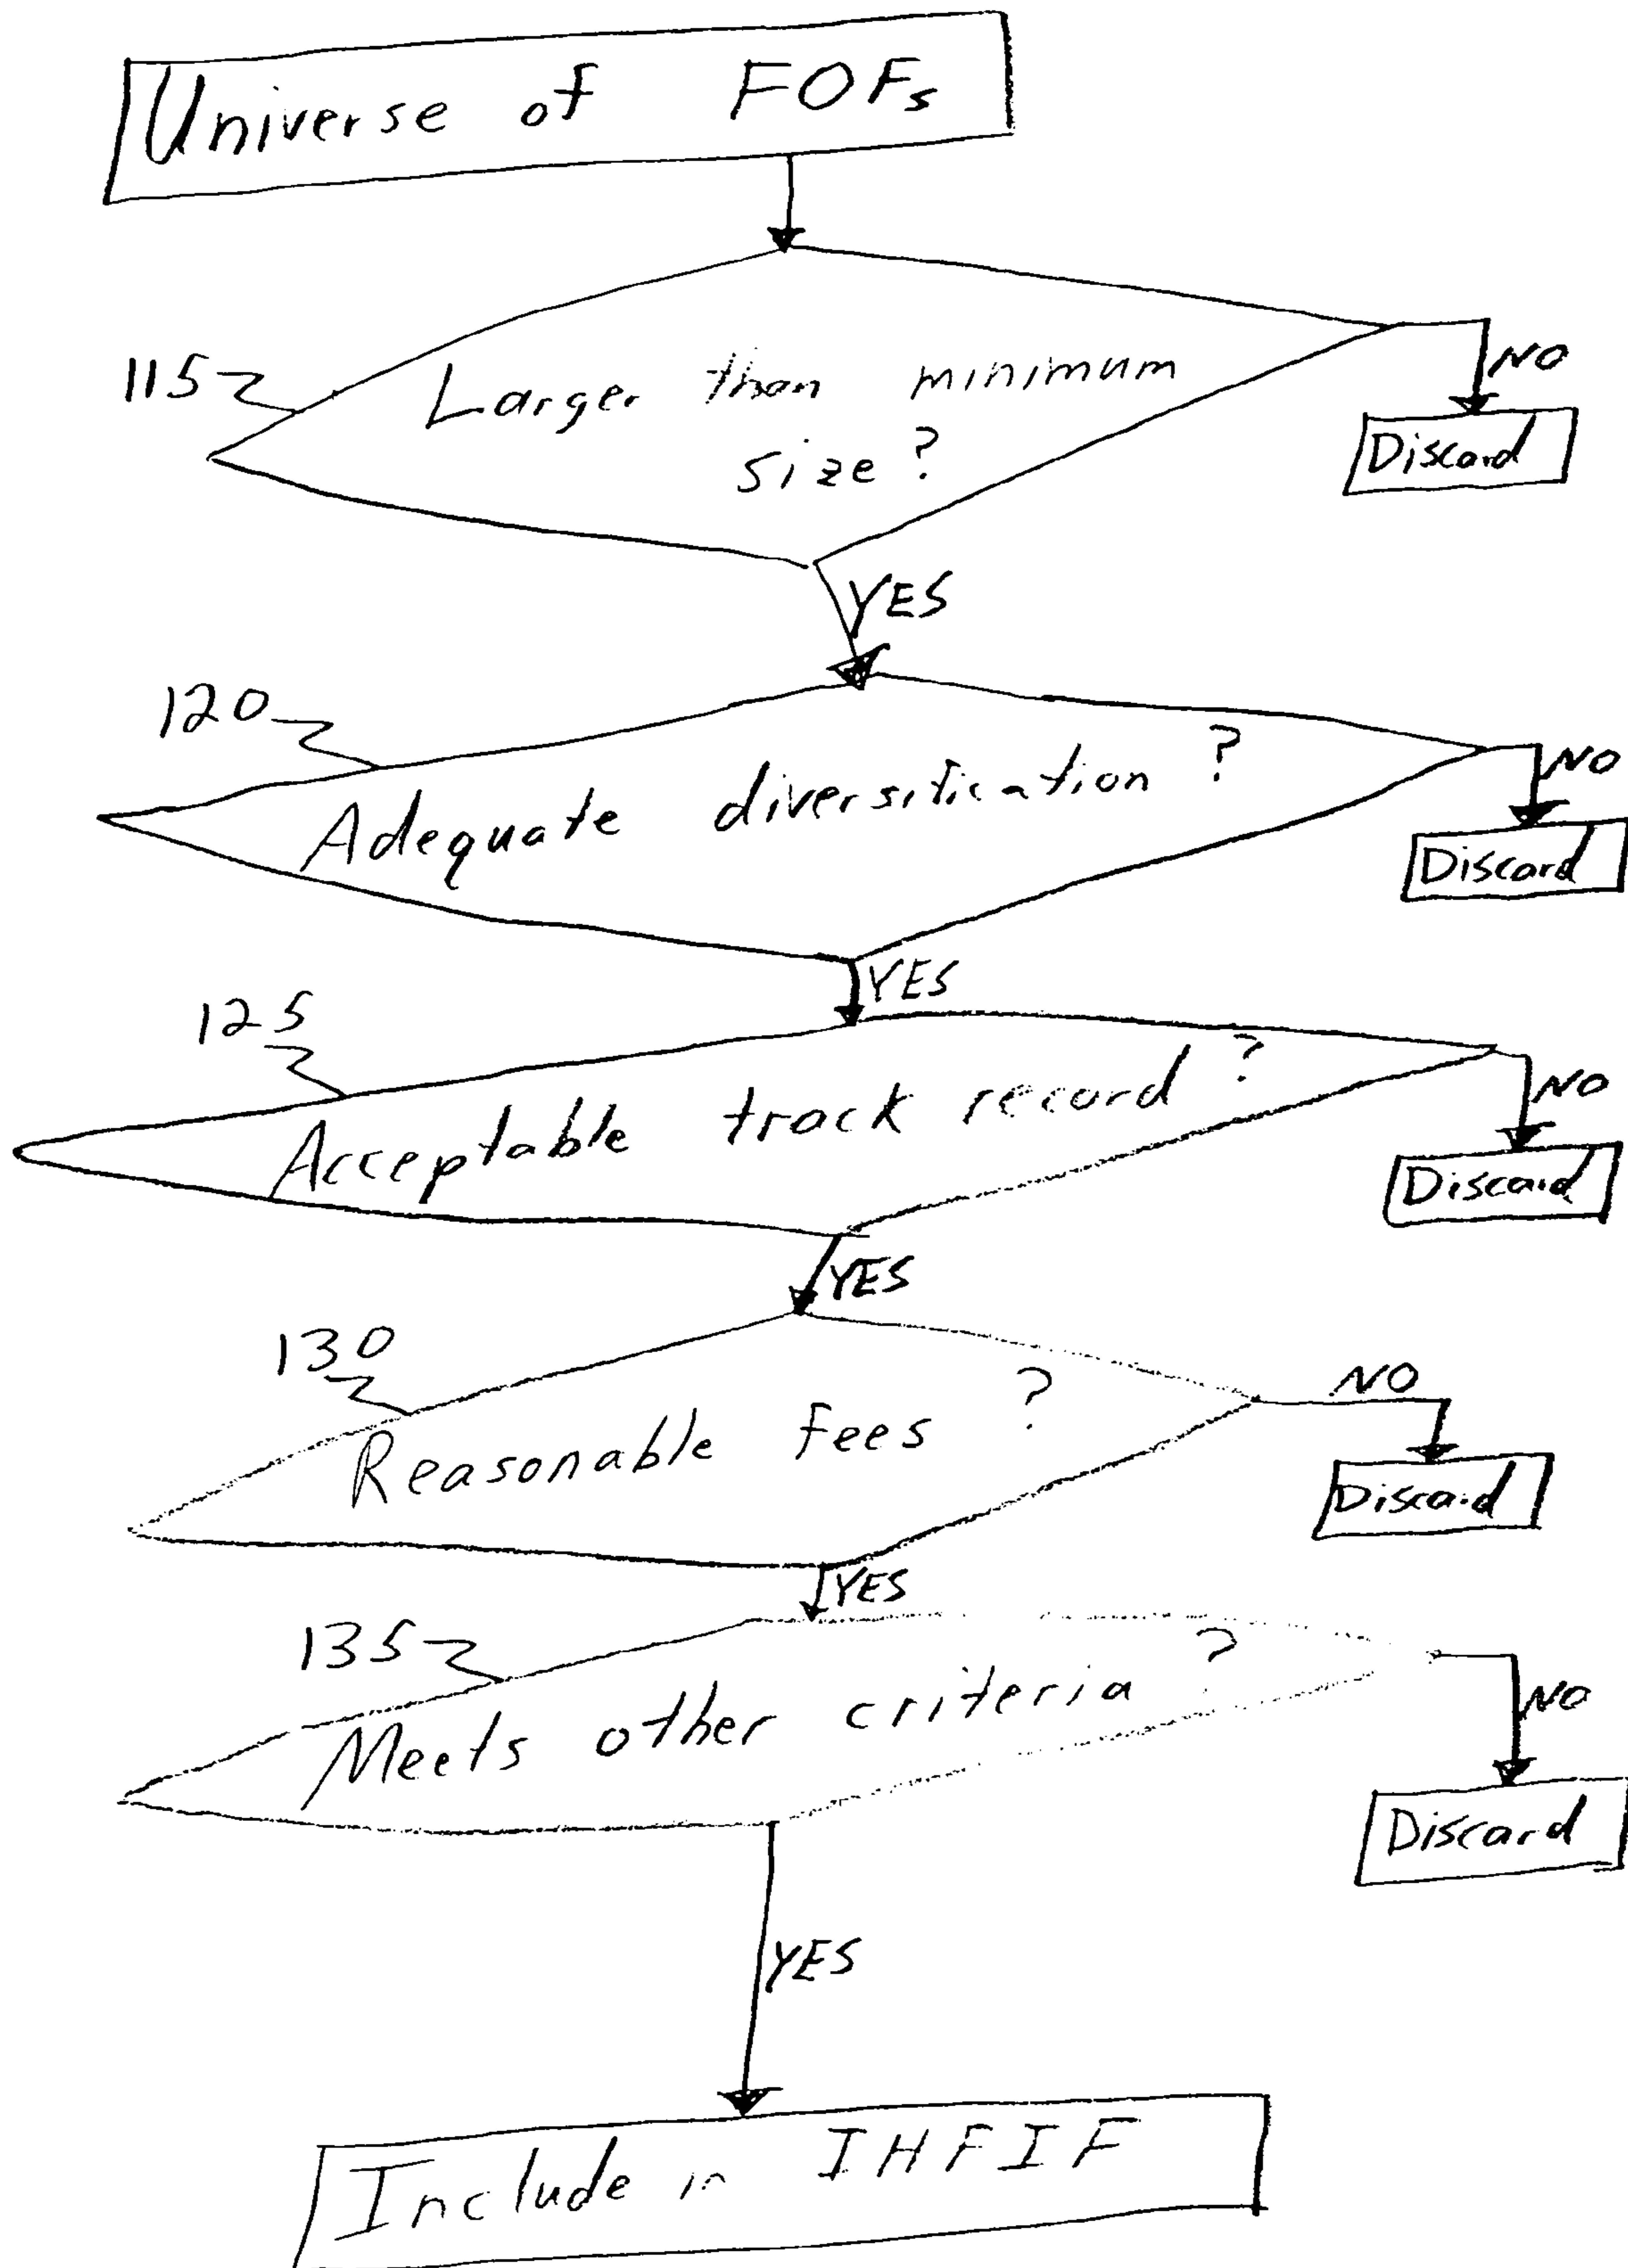 Universe of FOFs
115
Larger than minimum
size?
NO
Discard
YES
120
Adequate diversification?
NO
Discard
YES
125
Acceptable track record?
NO
Discard
YES
130
Reasonable fees?
NO
Discard
YES
135
Meets other criteria?
NO
Discard
YES
Include in IHFIF